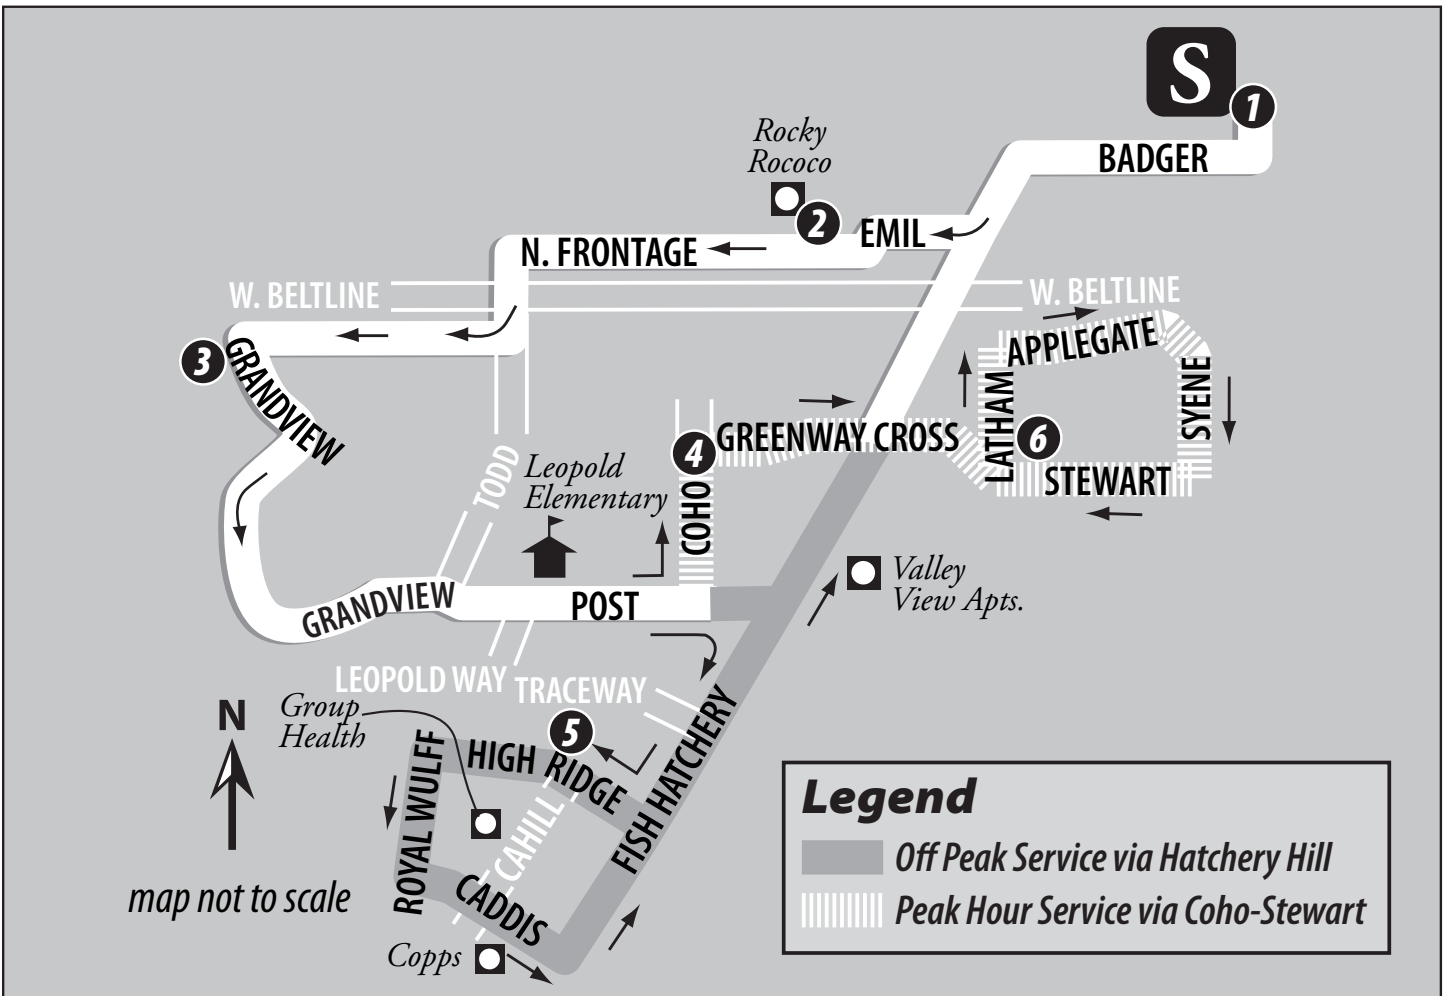 S
1
BADGER
Rocky
Rococo
2
EMIL
N. FRONTAGE
W. BELTLINE
W. BELTLINE
3
GRANDVIEW
APPLEGATE
SYENE
LATHAM
6
STEWART
4
GREENWAY CROSS
TODD
Leopold
Elementary
COHO
Valley
View Apts.
GRANDVIEW
POST
LEOPOLD WAY
TRACEWAY
N
Group
Health
5
HIGH RIDGE
ROYAL WULFF
FISH HATCHERY
CAHILL
CADDIS
Copps
map not to scale
Legend
Off Peak Service via Hatchery Hill
Peak Hour Service via Coho-Stewart